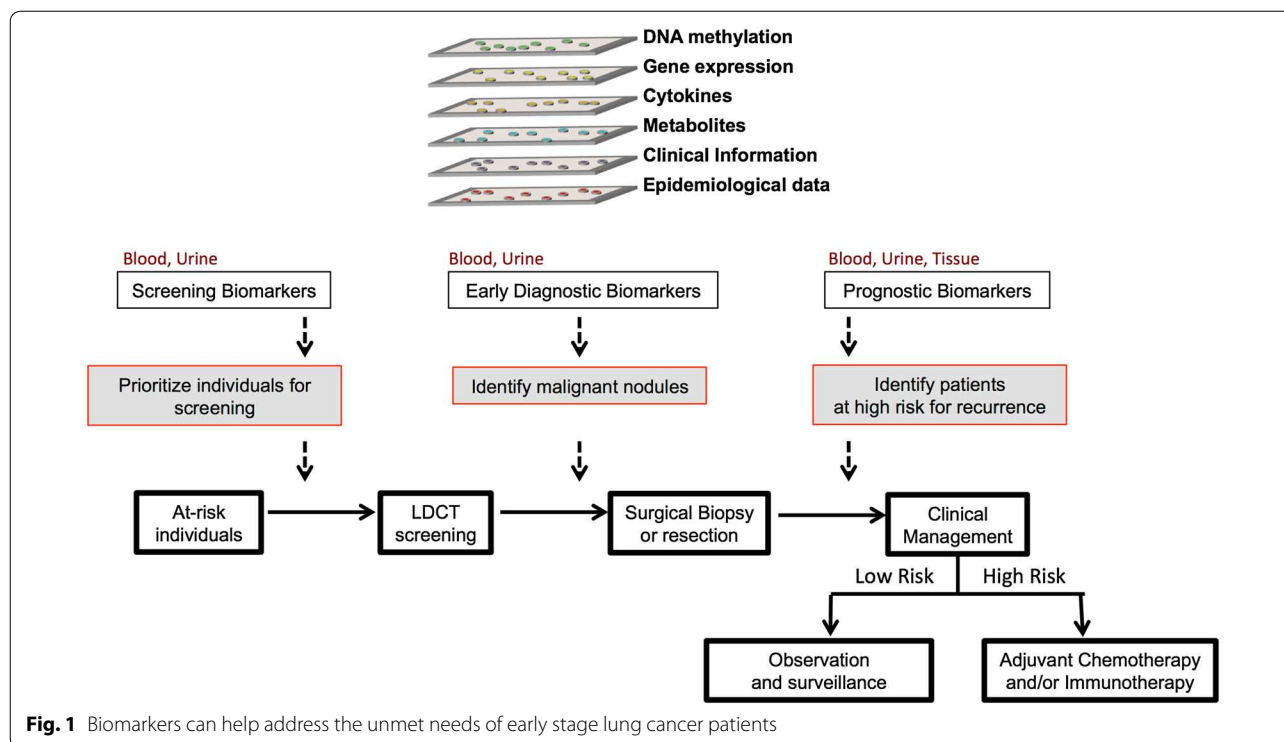 DNA methylation
Gene expression
Cytokines
Metabolites
Clinical Information
Epidemiological data
Blood, Urine
Screening Biomarkers
Blood, Urine
Early Diagnostic Biomarkers
Blood, Urine, Tissue
Prognostic Biomarkers
Prioritize individuals for
screening
Identify malignant nodules
Identify patients
at high risk for recurrence
At-risk
individuals
LDCT
screening
Surgical Biopsy
or resection
Clinical
Management
Low Risk
High Risk
Observation
and surveillance
Adjuvant Chemotherapy
and/or Immunotherapy
Fig. 1 Biomarkers can help address the unmet needs of early stage lung cancer patients